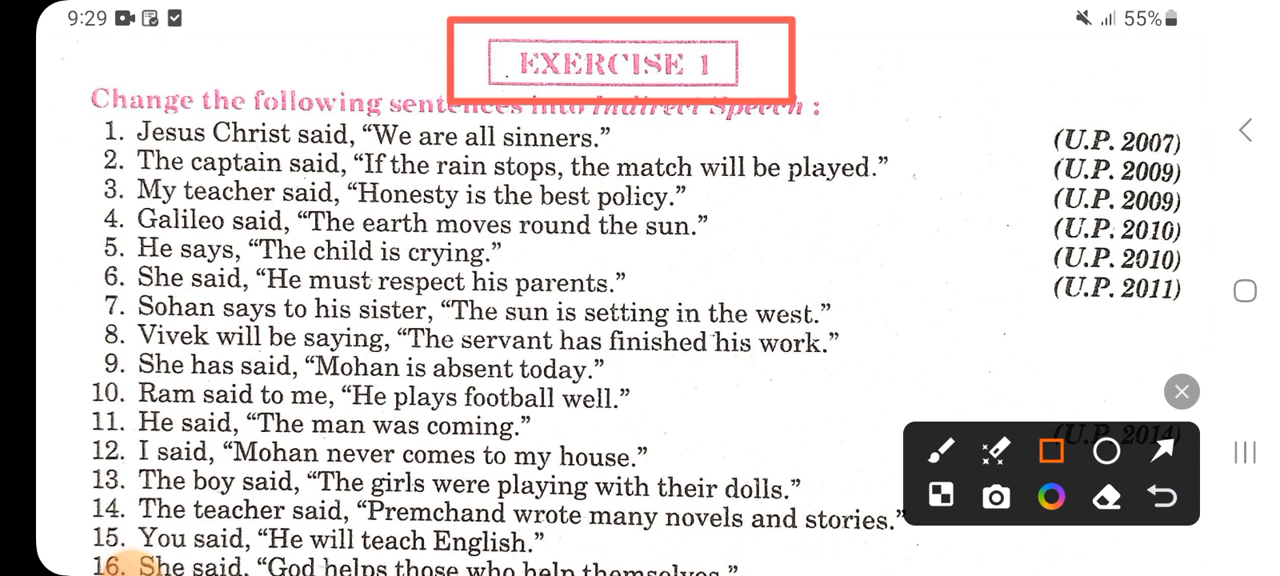 9:29
55%
EXERCISE 1
Change the following sentences into Indirect Speech :
1. Jesus Christ said, “We are all sinners.” (U.P. 2007)
2. The captain said, “If the rain stops, the match will be played.” (U.P. 2009)
3. My teacher said, “Honesty is the best policy.” (U.P. 2009)
4. Galileo said, “The earth moves round the sun.” (U.P. 2010)
5. He says, “The child is crying.” (U.P. 2010)
6. She said, “He must respect his parents.” (U.P. 2011)
7. Sohan says to his sister, “The sun is setting in the west.”
8. Vivek will be saying, “The servant has finished his work.”
9. She has said, “Mohan is absent today.”
10. Ram said to me, “He plays football well.”
11. He said, “The man was coming.” (U.P. 2014)
12. I said, “Mohan never comes to my house.”
13. The boy said, “The girls were playing with their dolls.”
14. The teacher said, “Premchand wrote many novels and stories.”
15. You said, “He will teach English.”
16. She said, “God helps those who help themselves.”